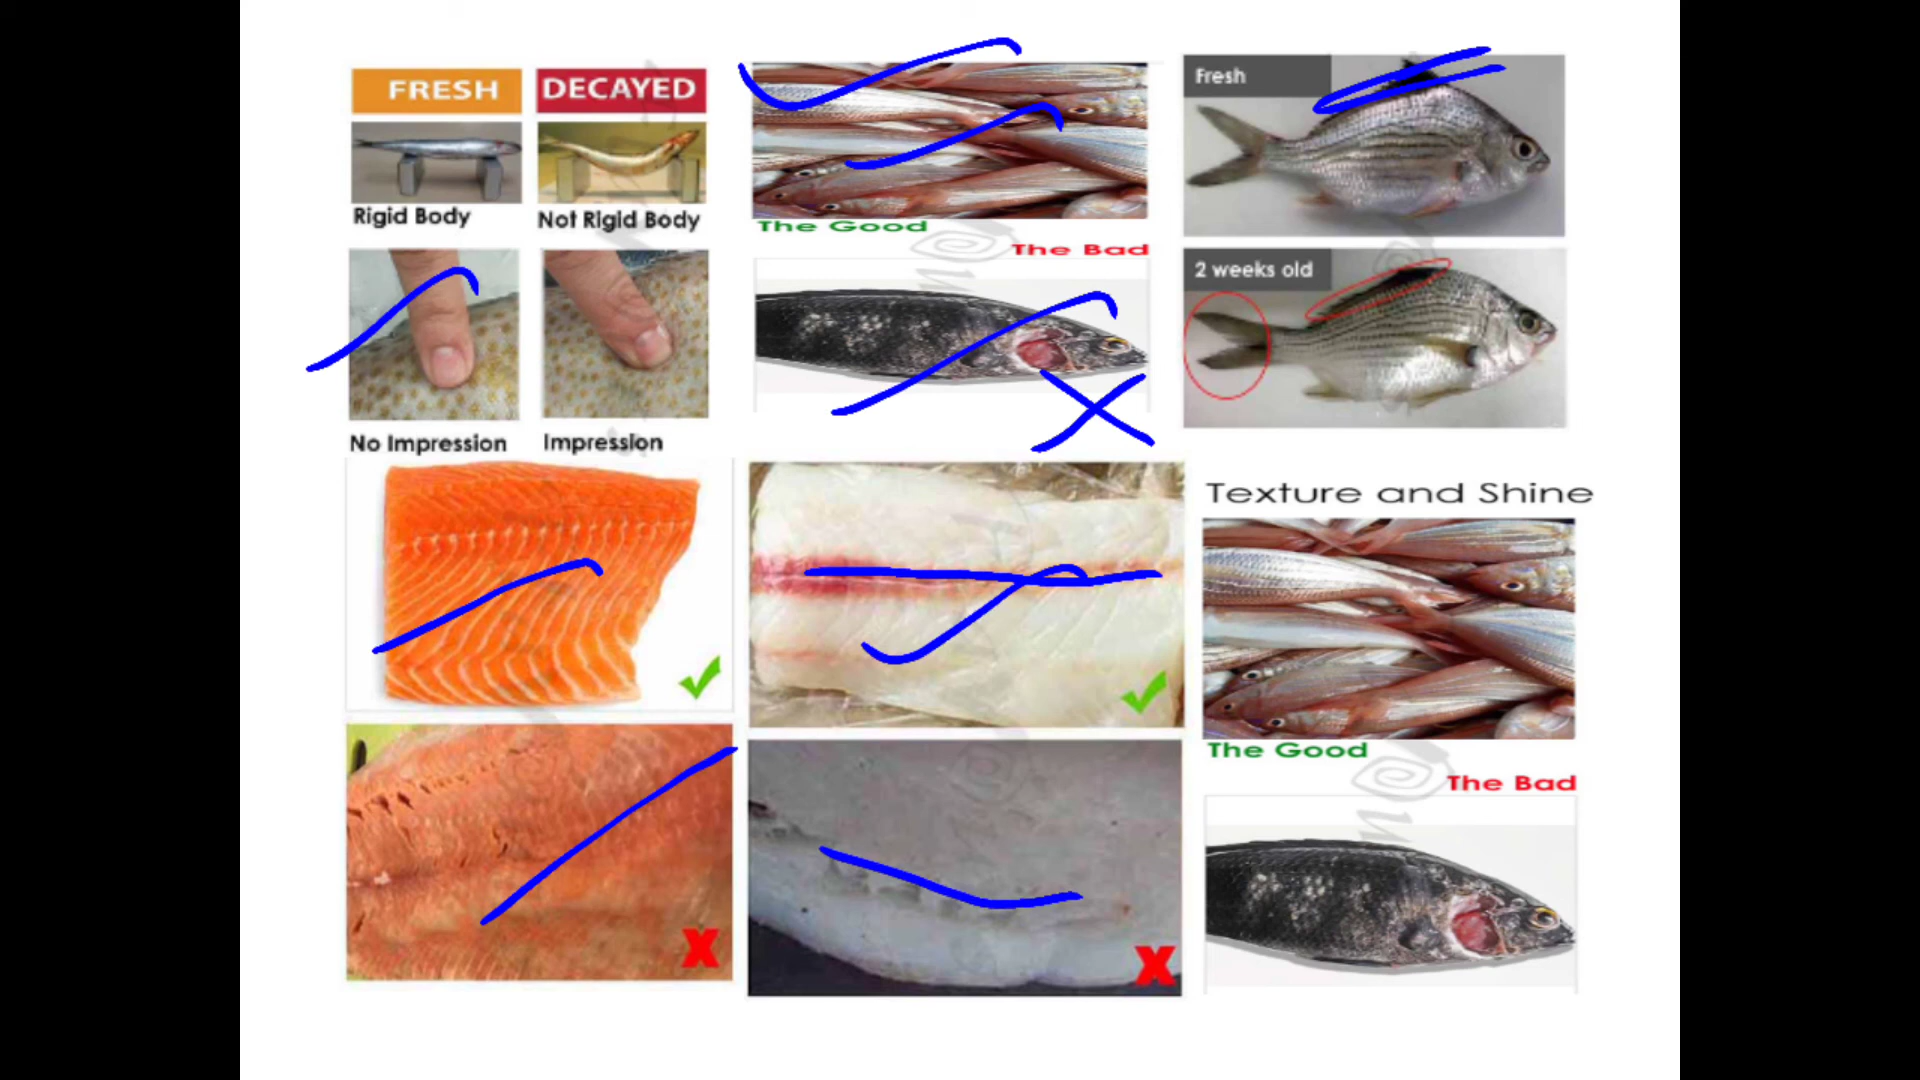 FRESH
DECAYED
Rigid Body
Not Rigid Body
No Impression
Impression
The Good
The Bad
Fresh
2 weeks old
Texture and Shine
The Good
The Bad
X
X